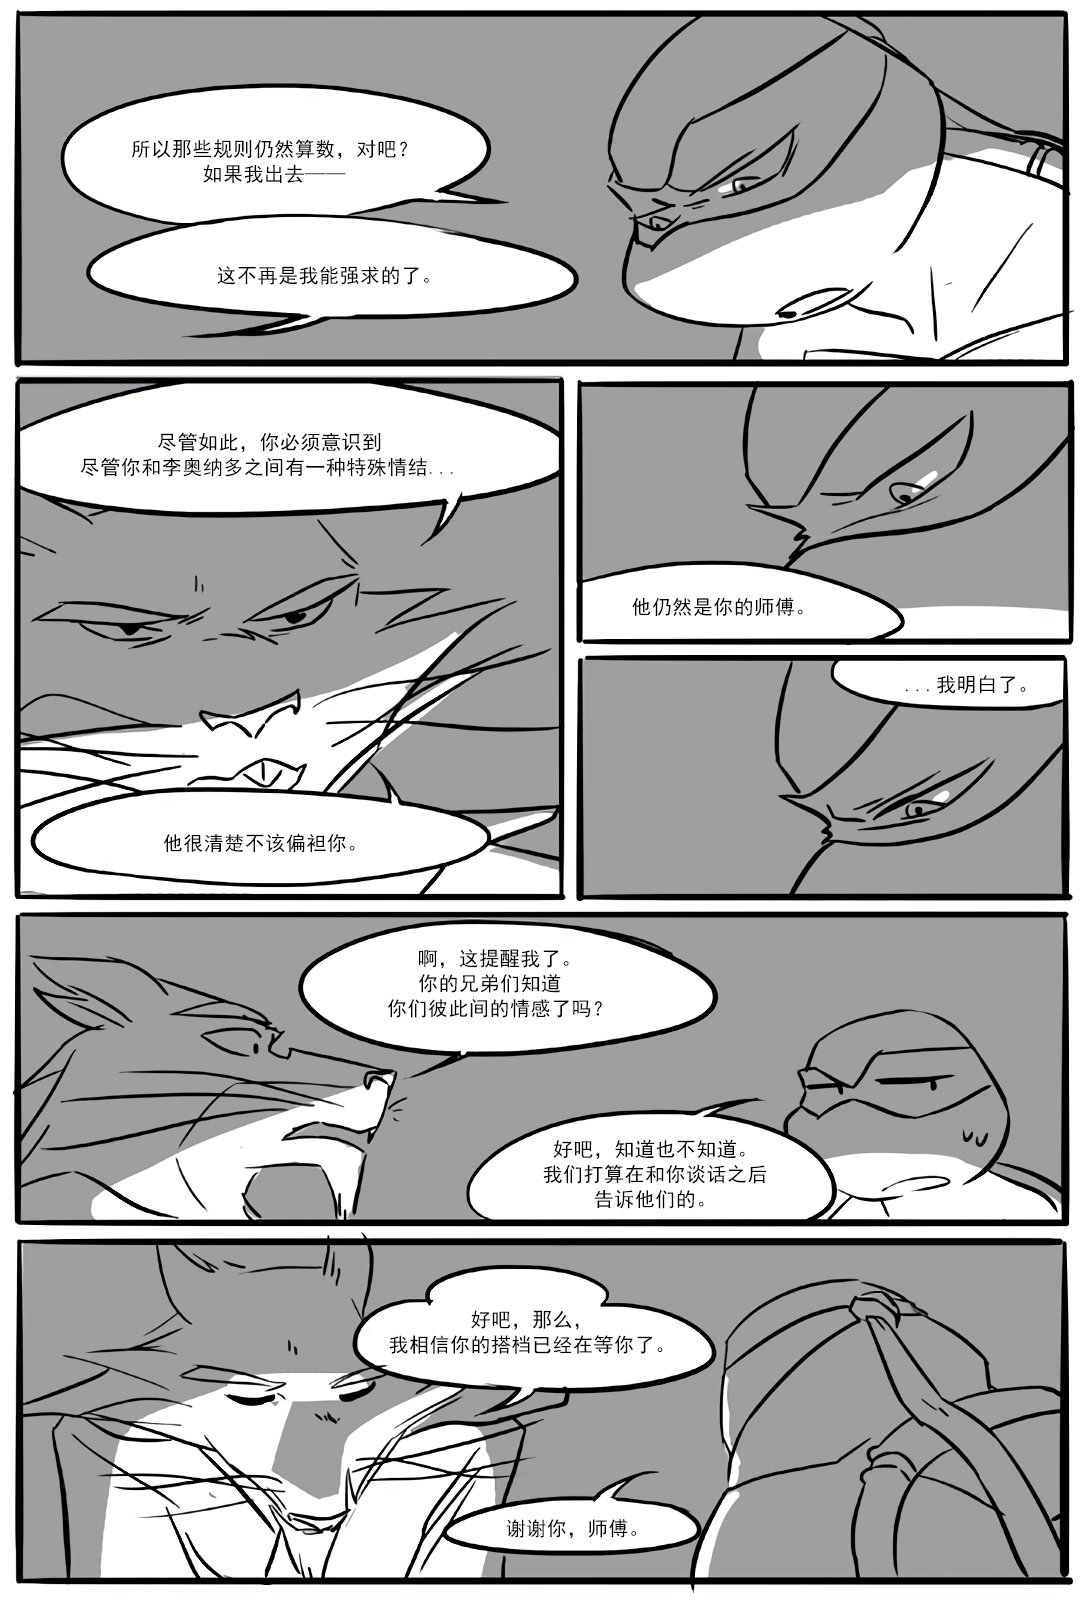 所以那些规则仍然算数，对吧？
如果我出去——
这不再是我能强求的了。
尽管如此，你必须意识到
尽管你和李奥纳多之间有一种特殊情结...
他仍然是你的师傅。
他很清楚不该偏袒你。
...我明白了。
啊，这提醒我了。
你的兄弟们知道
你们彼此间的情感了吗？
好吧，知道也不知道。
我们打算在和你谈话之后
告诉他们的。
好吧，那么，
我相信你的搭档已经在等你了。
谢谢你，师傅。